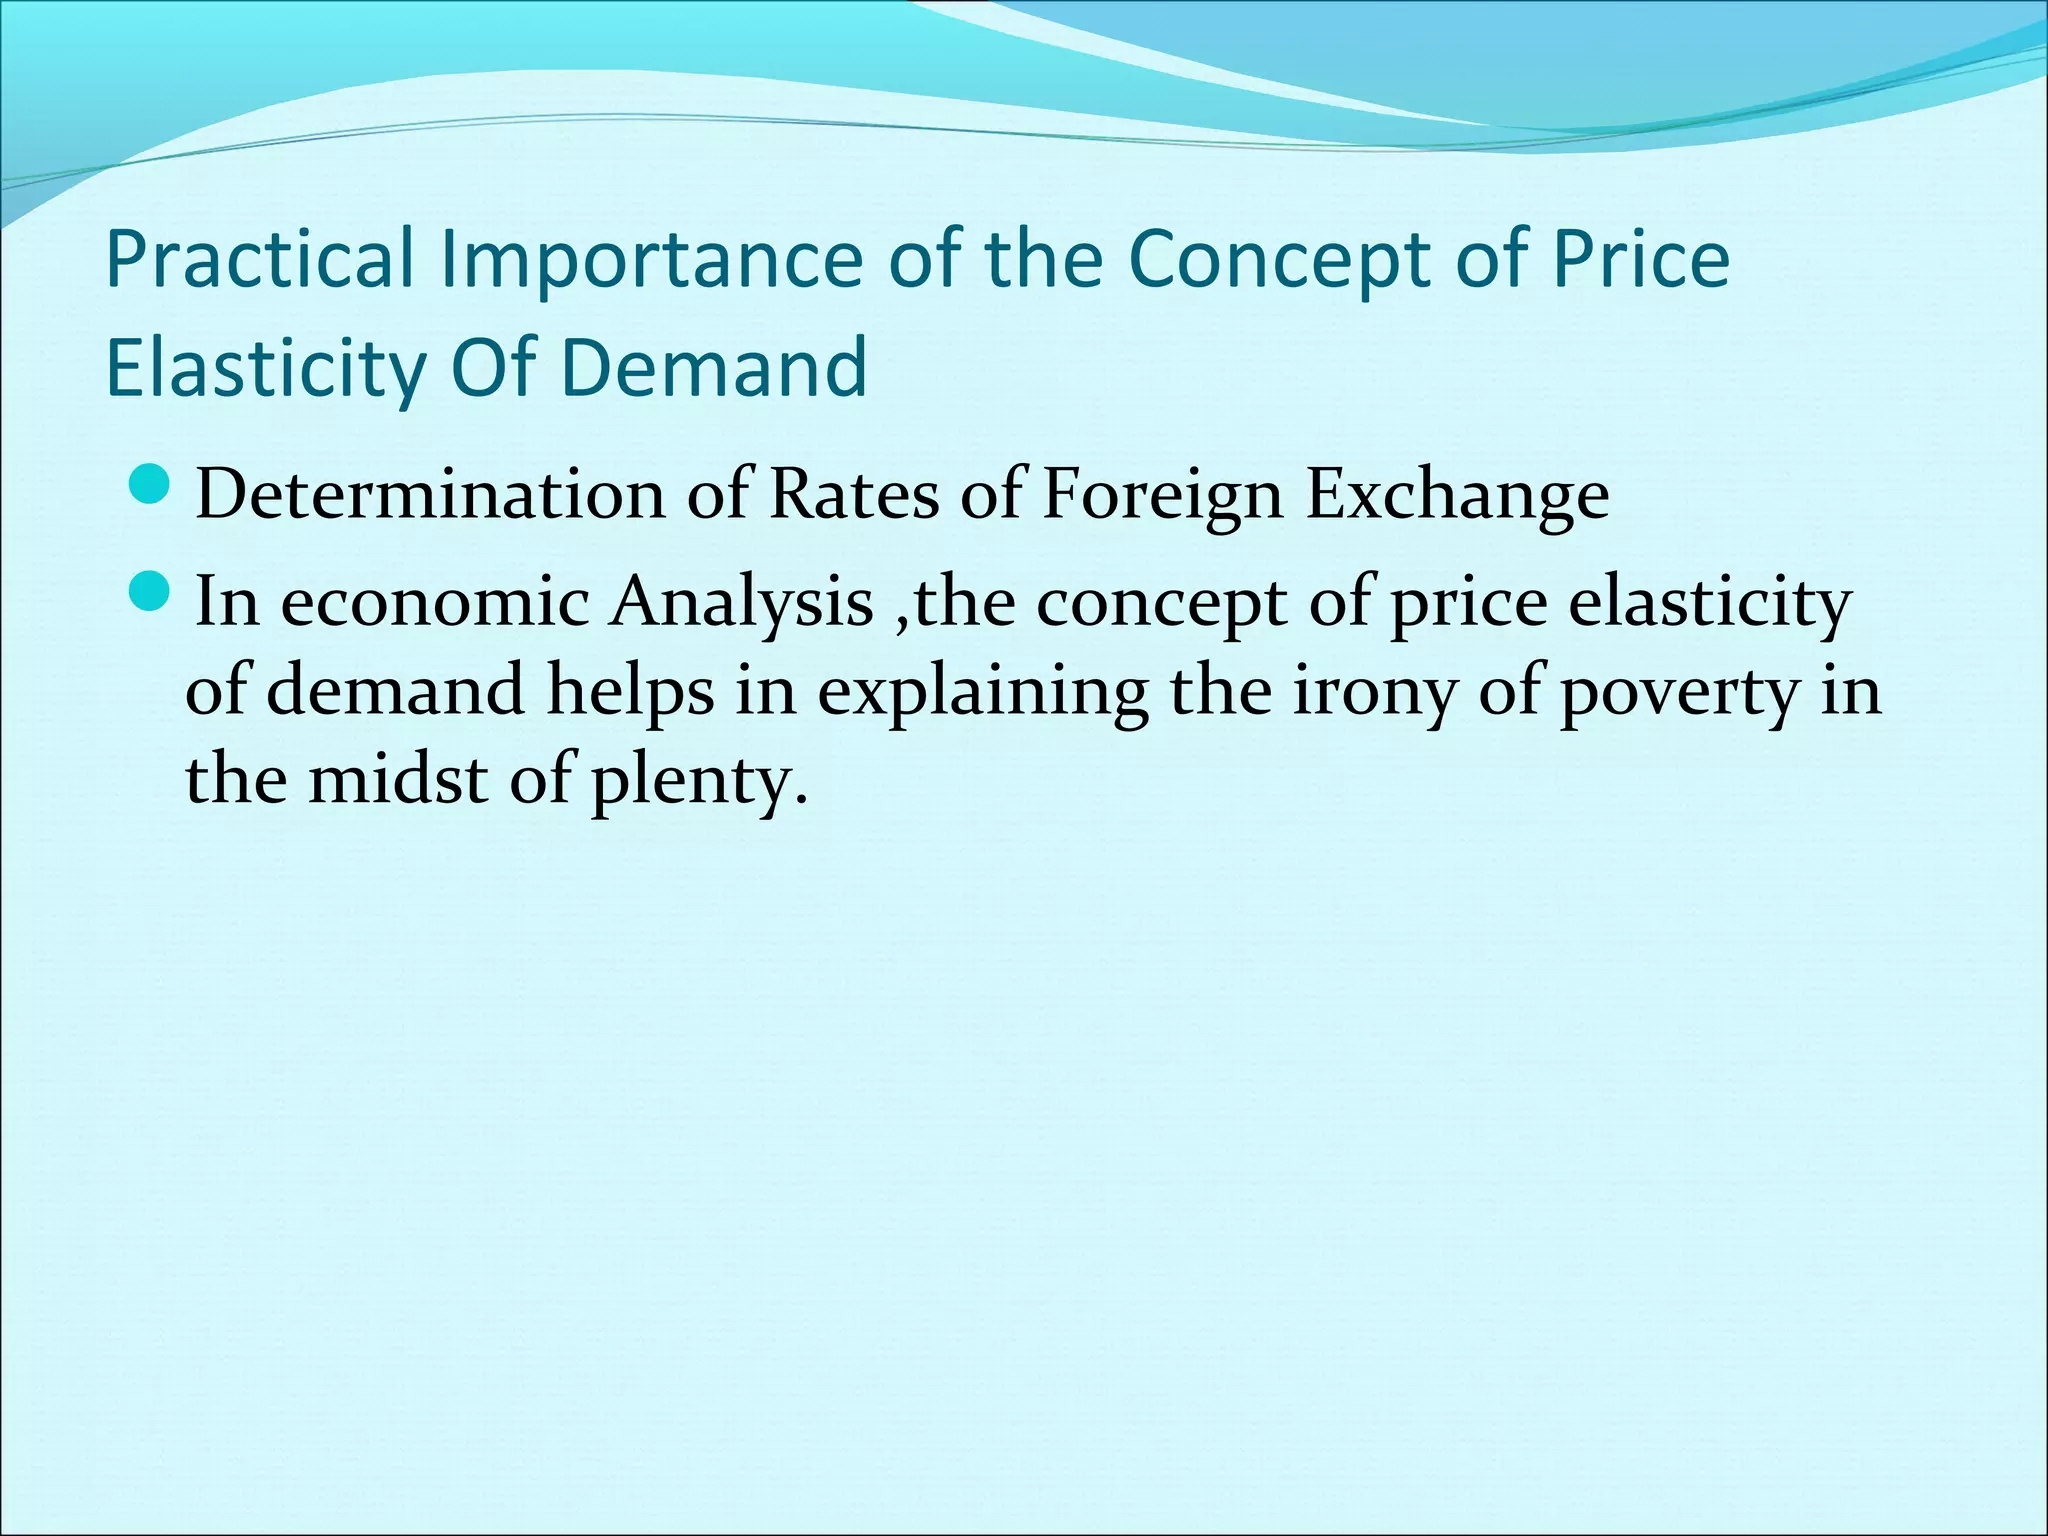 Practical Importance of the Concept of Price
Elasticity Of Demand
Determination of Rates of Foreign Exchange
In economic Analysis ,the concept of price elasticity
of demand helps in explaining the irony of poverty in
the midst of plenty.